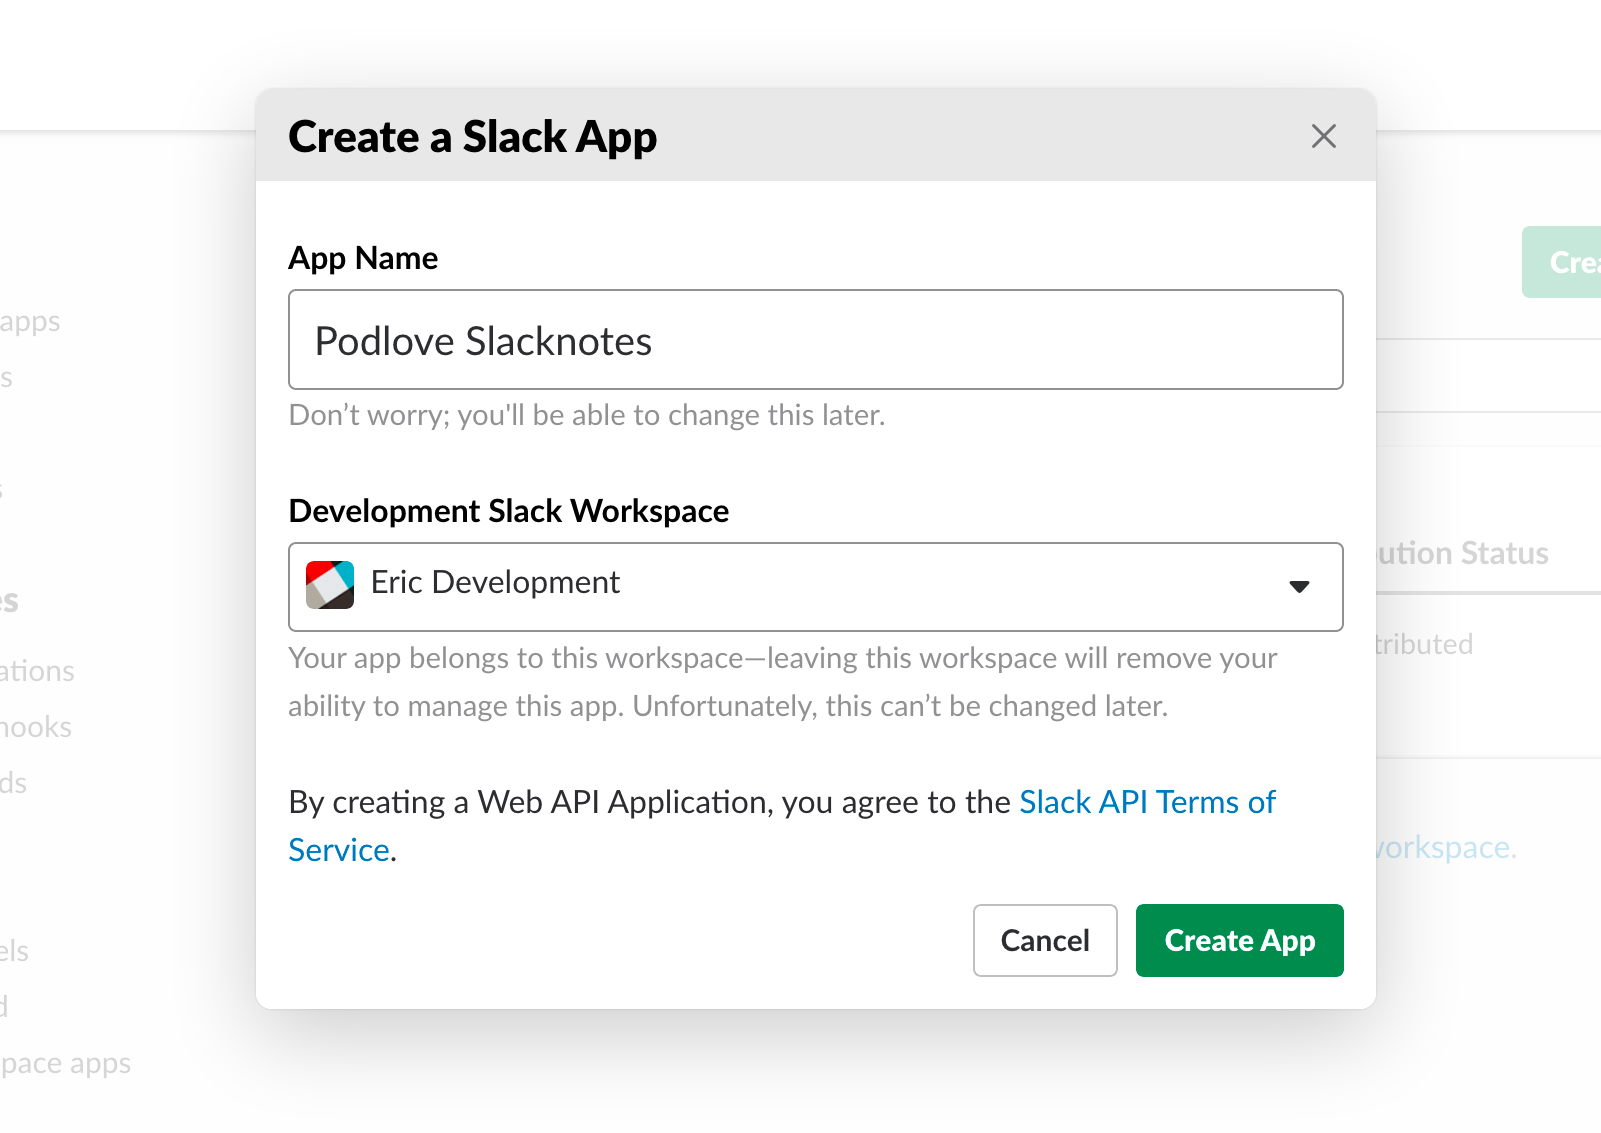 Create a Slack App
App Name
Podlove Slacknotes
Don’t worry; you'll be able to change this later.
Development Slack Workspace
Eric Development
Your app belongs to this workspace—leaving this workspace will remove your
ability to manage this app. Unfortunately, this can’t be changed later.
By creating a Web API Application, you agree to the Slack API Terms of
Service.
Cancel
Create App
apps
s
s
es
ations
hooks
ds
els
d
pace apps
Crea
bution Status
tributed
workspace.